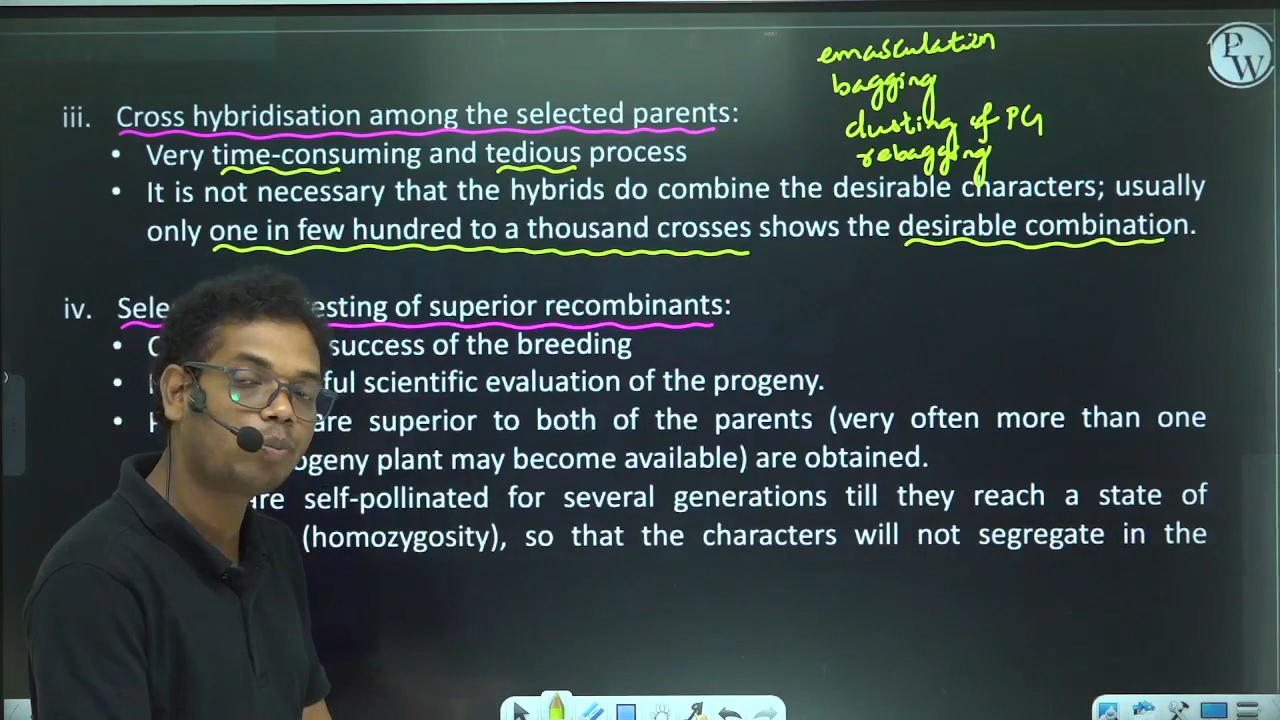 emasculation
bagging
dusting of PG
rebagging
PW
iii. Cross hybridisation among the selected parents:
• Very time-consuming and tedious process
• It is not necessary that the hybrids do combine the desirable characters; usually
only one in few hundred to a thousand crosses shows the desirable combination.
iv. Sele esting of superior recombinants:
• success of the breeding
• ful scientific evaluation of the progeny.
• are superior to both of the parents (very often more than one
ogeny plant may become available) are obtained.
are self-pollinated for several generations till they reach a state of
(homozygosity), so that the characters will not segregate in the